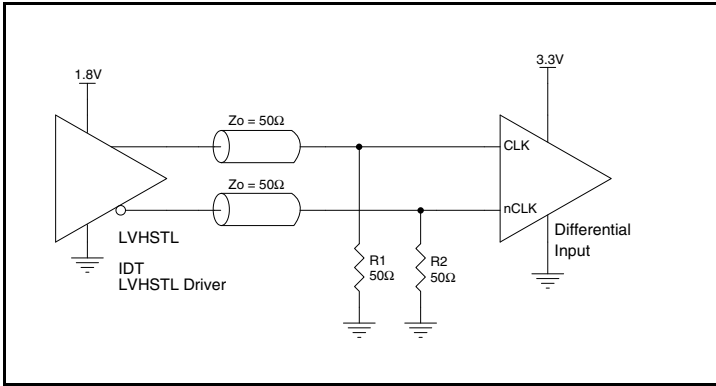 3.3V
1.8V
Zo = 50Ω
CLK
Zo = 50Ω
nCLK
LVHSTL
Differential
Input
IDT
LVHSTL Driver
R1
50Ω
R2
50Ω